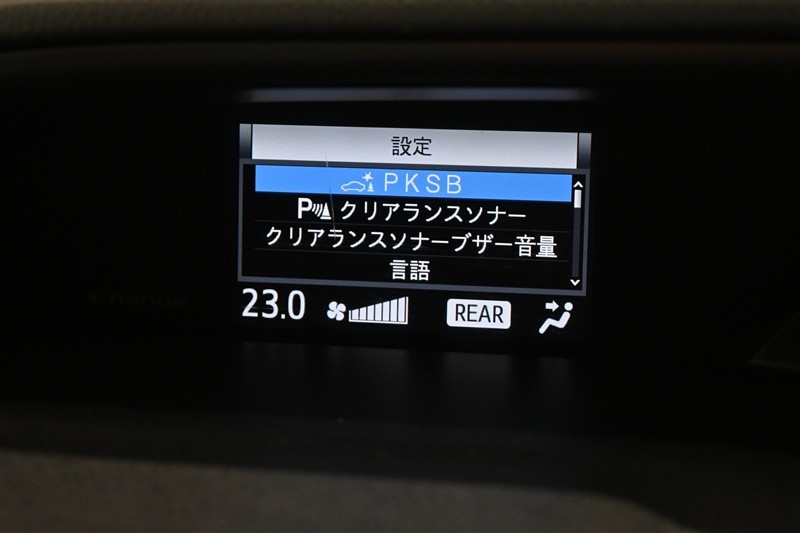 設定
PKSB
P クリアランスソナー
クリアランスソナーブザー音量
言語
23.0 REAR